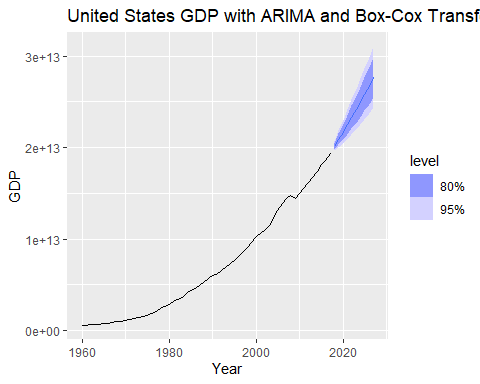 United States GDP with ARIMA and Box-Cox Transf
3e+13
2e+13
1e+13
0e+00
GDP
1960
1980
2000
2020
Year
level
80%
95%